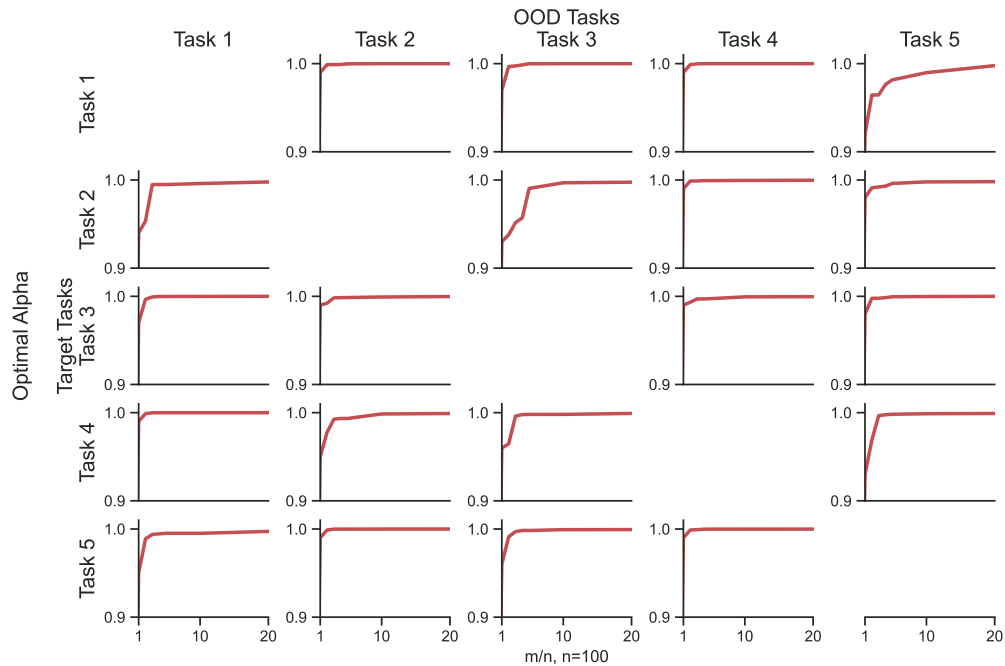 OOD Tasks
Task 1 Task 2 Task 3 Task 4 Task 5
Optimal Alpha
Target Tasks
Task 1
1.0 1.0 1.0 1.0
0.9 0.9 0.9 0.9
Task 2
1.0 1.0 1.0 1.0
0.9 0.9 0.9 0.9
Task 3
1.0 1.0 1.0 1.0
0.9 0.9 0.9 0.9
Task 4
1.0 1.0 1.0 1.0
0.9 0.9 0.9 0.9
Task 5
1.0 1.0 1.0 1.0
0.9 0.9 0.9 0.9
1 10 20 1 10 20 1 10 20 1 10 20 1 10 20
m/n, n=100